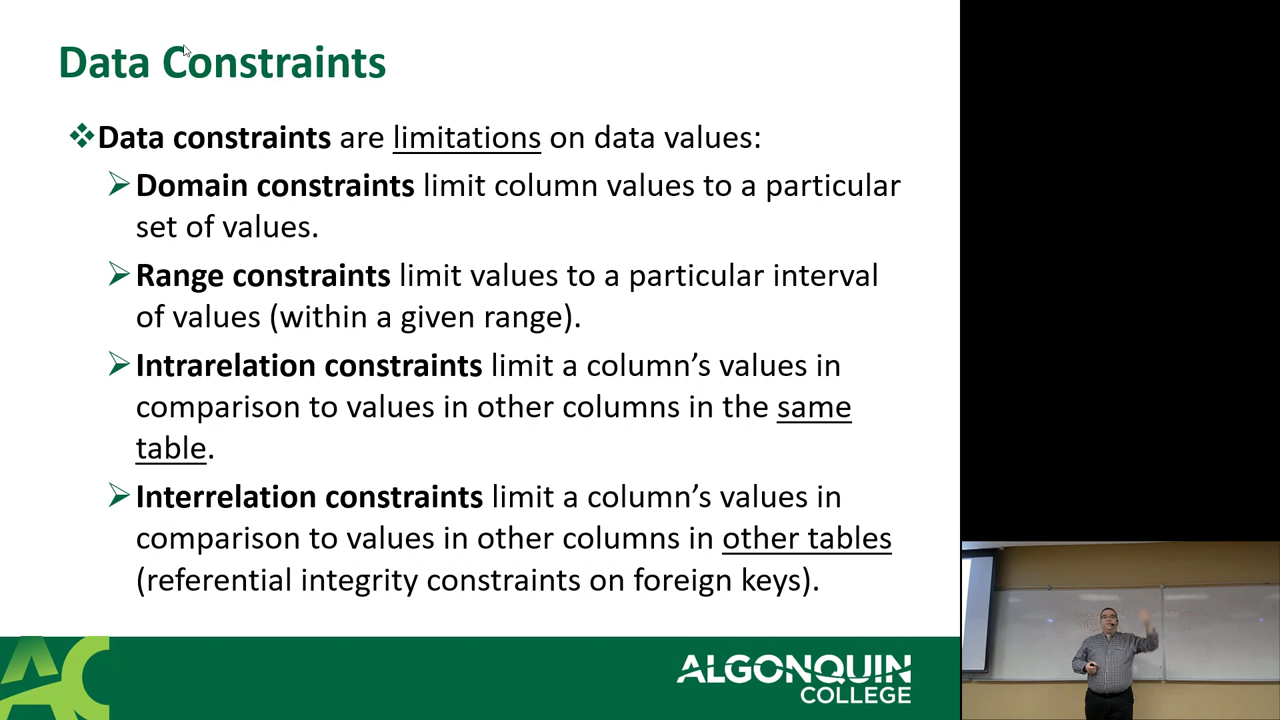 Data Constraints
❖Data constraints are limitations on data values:
➢Domain constraints limit column values to a particular
set of values.
➢Range constraints limit values to a particular interval
of values (within a given range).
➢Intrarelation constraints limit a column’s values in
comparison to values in other columns in the same
table.
➢Interrelation constraints limit a column’s values in
comparison to values in other columns in other tables
(referential integrity constraints on foreign keys).
AC
ALGONQUIN
COLLEGE